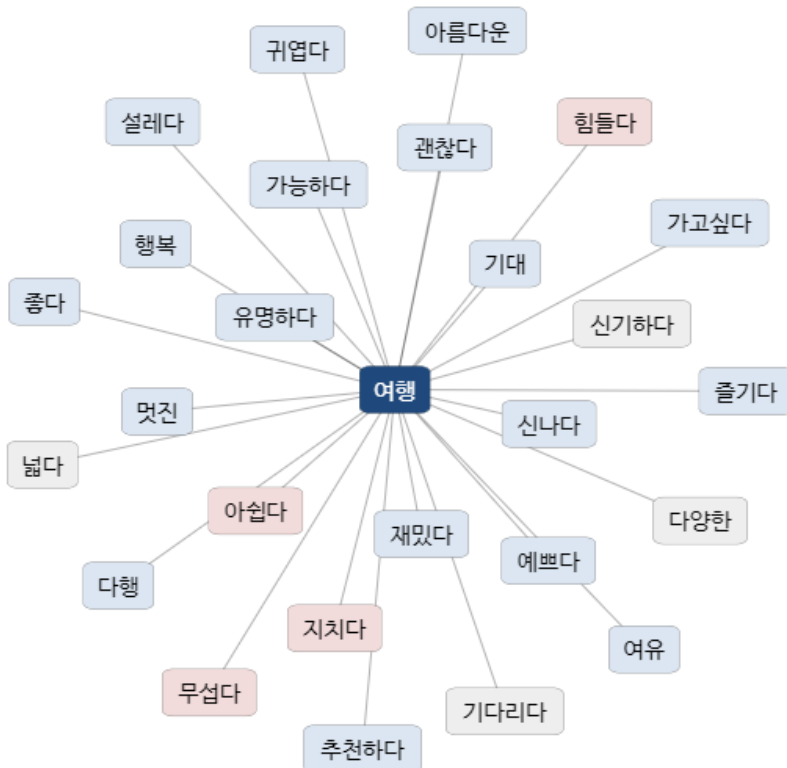 아름다운
귀엽다
설레다
힘들다
괜찮다
가능하다
가고싶다
행복
기대
좋다
유명하다
신기하다
여행
즐기다
멋진
신나다
넓다
아쉽다
다양한
재밌다
예쁘다
다행
지치다
여유
무섭다
기다리다
추천하다